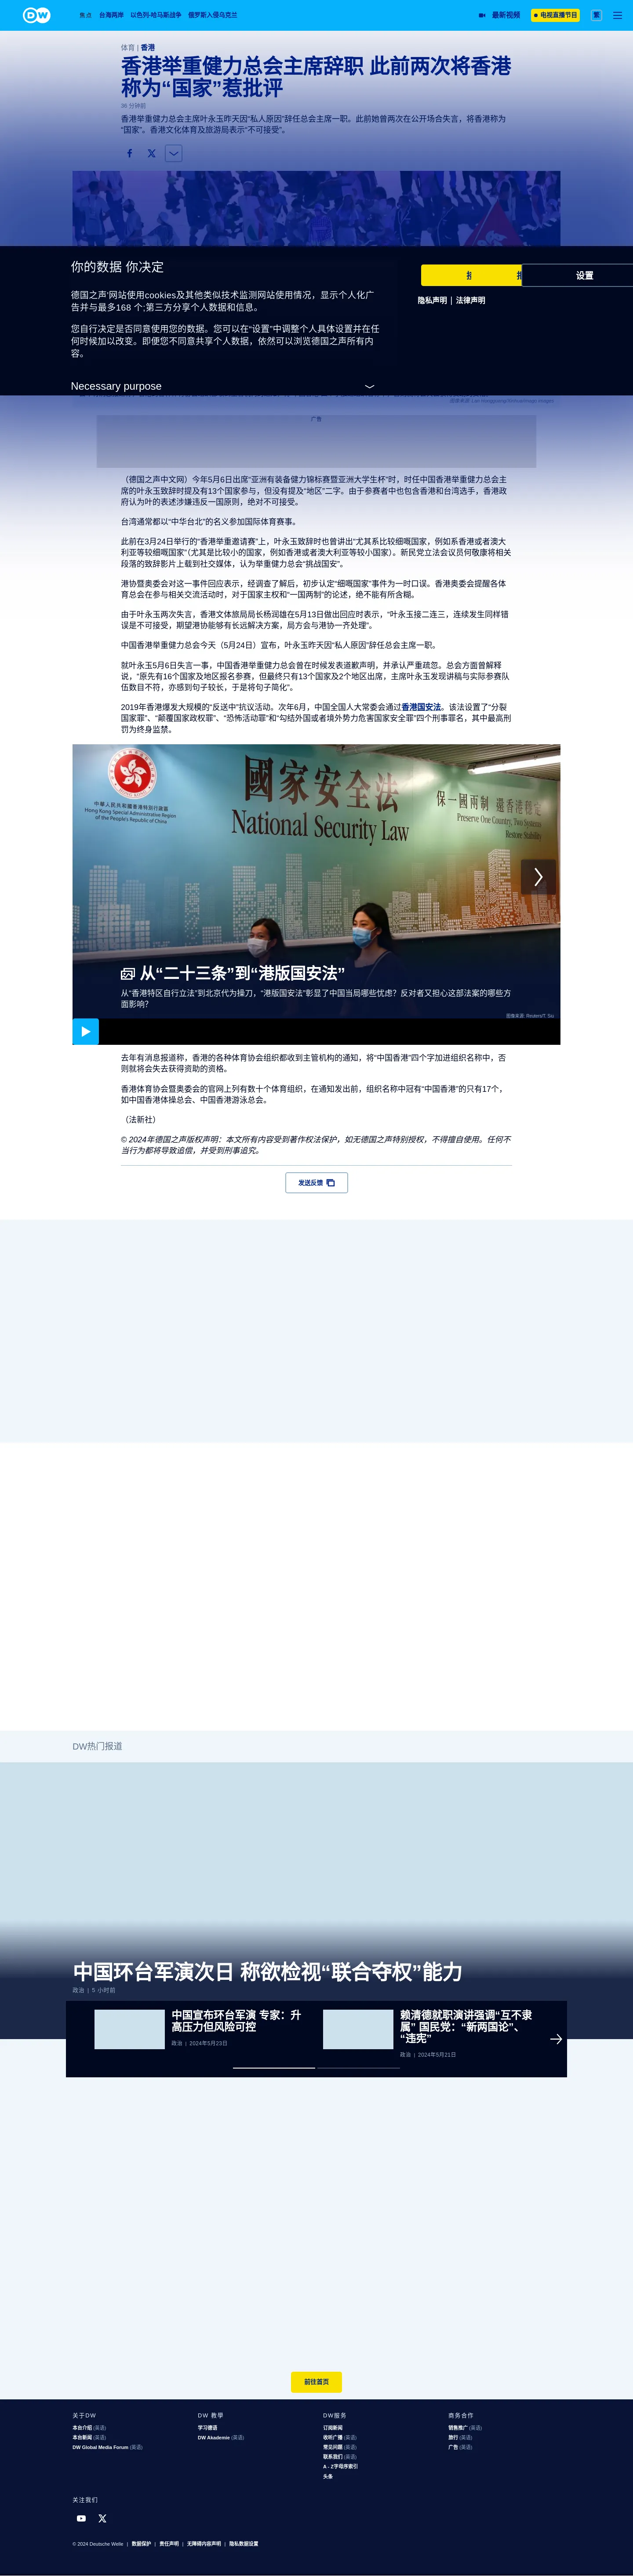 DW
焦点 台海两岸 以色列-哈马斯战争 俄罗斯入侵乌克兰
最新视频 电视直播节目 繁
体育 | 香港
香港举重健力总会主席辞职 此前两次将香港
称为“国家”惹批评
36 分钟前
香港举重健力总会主席叶永玉昨天因“私人原因”辞任总会主席一职。此前她曾两次在公开场合失言，将香港称为
“国家”。香港文化体育及旅游局表示“不可接受”。
你的数据 你决定
设置
隐私声明 | 法律声明
德国之声'网站使用cookies及其他类似技术监测网站使用情况，显示个人化广
告并与最多168 个;第三方分享个人数据和信息。
您自行决定是否同意使用您的数据。您可以在“设置”中调整个人具体设置并在任
何时候加以改变。即便您不同意共享个人数据，依然可以浏览德国之声所有内
容。
Necessary purpose
广告
（德国之声中文网）今年5月6日出席“亚洲有装备健力锦标赛暨亚洲大学生杯”时，时任中国香港举重健力总会主
席的叶永玉致辞时提及有13个国家参与，但没有提及“地区”二字。由于参赛者中也包含香港和台湾选手，香港政
府认为叶的表述涉嫌违反一国原则，绝对不可接受。
台湾通常都以“中华台北”的名义参加国际体育赛事。
此前在3月24日举行的“香港举重邀请赛”上，叶永玉致辞时也曾讲出“尤其系比较细嘅国家，例如系香港或者澳大
利亚等较细嘅国家”（尤其是比较小的国家，例如香港或者澳大利亚等较小国家）。新民党立法会议员何敬康将相关
段落的致辞影片上载到社交媒体，认为举重健力总会“挑战国安”。
港协暨奥委会对这一事件回应表示，经调查了解后，初步认定“细嘅国家”事件为一时口误。香港奥委会提醒各体
育总会在参与相关交流活动时，对于国家主权和“一国两制”的论述，绝不能有所含糊。
由于叶永玉两次失言，香港文体旅局局长杨润雄在5月13日做出回应时表示，“叶永玉接二连三，连续发生同样错
误是不可接受，期望港协能够有长远解决方案，局方会与港协一齐处理”。
中国香港举重健力总会今天（5月24日）宣布，叶永玉昨天因“私人原因”辞任总会主席一职。
就叶永玉5月6日失言一事，中国香港举重健力总会曾在时候发表道歉声明，并承认严重疏忽。总会方面曾解释
说，“原先有16个国家及地区报名参赛，但最终只有13个国家及2个地区出席，主席叶永玉发现讲稿与实际参赛队
伍数目不符，亦感到句子较长，于是将句子简化”。
2019年香港爆发大规模的“反送中”抗议活动。次年6月，中国全国人大常委会通过香港国安法。该法设置了“分裂
国家罪”、“颠覆国家政权罪”、“恐怖活动罪”和“勾结外国或者境外势力危害国家安全罪”四个刑事罪名，其中最高刑
罚为终身监禁。
中華人民共和國香港特別行政區
Hong Kong Special Administrative Region
of the People's Republic of China
國家安全法
National Security Law
保一國兩制 還香港穩定
Preserve One Country, Two Systems
Restore Stability
从“二十三条”到“港版国安法”
从“香港特区自行立法”到北京代为操刀，“港版国安法”彰显了中国当局哪些忧虑？反对者又担心这部法案的哪些方
面影响？
图像来源: Reuters/T. Siu
去年有消息报道称，香港的各种体育协会组织都收到主管机构的通知，将“中国香港”四个字加进组织名称中，否
则就将会失去获得资助的资格。
香港体育协会暨奥委会的官网上列有数十个体育组织，在通知发出前，组织名称中冠有“中国香港”的只有17个，
如中国香港体操总会、中国香港游泳总会。
（法新社）
© 2024年德国之声版权声明：本文所有内容受到著作权法保护，如无德国之声特别授权，不得擅自使用。任何不
当行为都将导致追偿，并受到刑事追究。
发送反馈
DW热门报道
中国环台军演次日 称欲检视“联合夺权”能力
政治 | 5 小时前
中国宣布环台军演 专家：升
高压力但风险可控
政治 | 2024年5月23日
赖清德就职演讲强调“互不隶
属” 国民党：“新两国论”、
“违宪”
政治 | 2024年5月21日
前往首页
关于DW
本台介绍 (英语)
本台新闻 (英语)
DW Global Media Forum (英语)
DW 教學
学习德语
DW Akademie (英语)
DW服务
订阅新闻
收听广播 (英语)
常见问题 (英语)
联系我们 (英语)
A - Z字母序索引
头条
商务合作
销售推广 (英语)
旅行 (英语)
广告 (英语)
关注我们
© 2024 Deutsche Welle | 数据保护 | 责任声明 | 无障碍内容声明 | 隐私数据设置